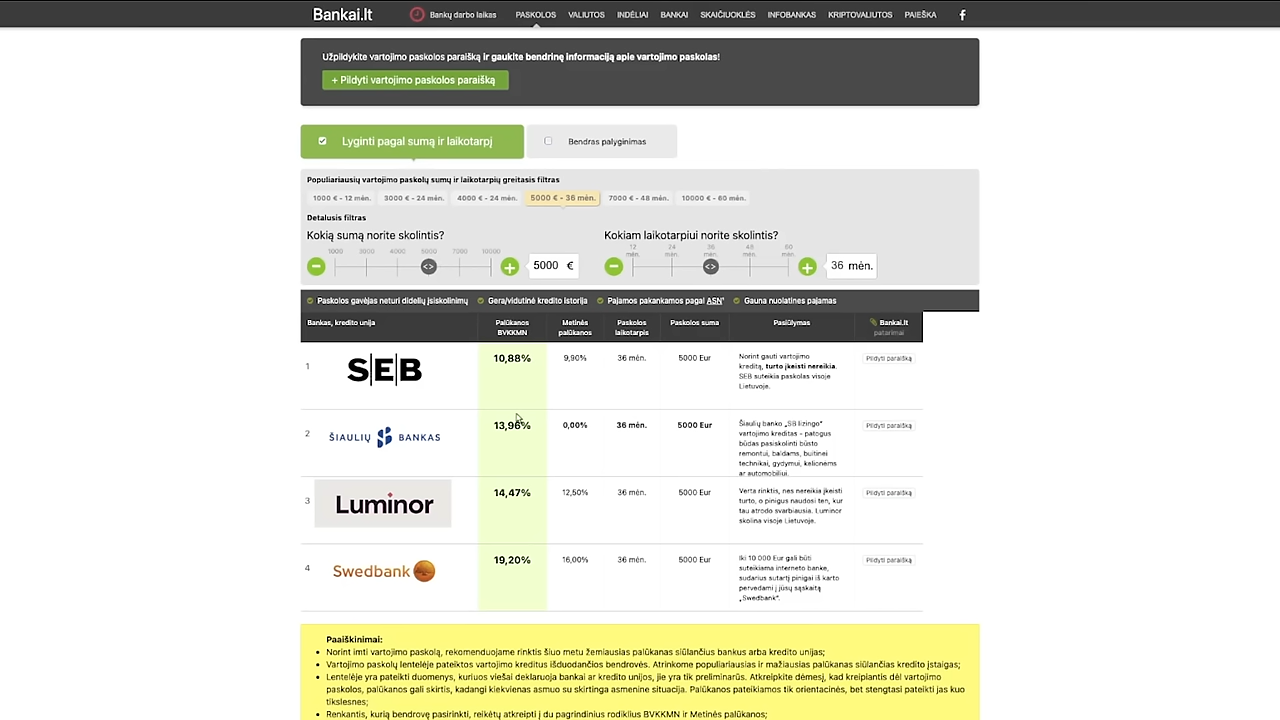 Bankai.lt
Bankų darbo laikas PASKOLOS VALIUTOS INDĖLIAI BANKAI SKAIČIUOKLĖS INFOBANKAS KRIPTOVALIUTOS PAIEŠKA
Užpildykite vartojimo paskolos paraišką ir gaukite bendrinę informaciją apie vartojimo paskolas!
+ Pildyti vartojimo paskolos paraišką
Lyginti pagal sumą ir laikotarpį
Bendras palyginimas
Populiariausių vartojimo paskolų sumų ir laikotarpių greitasis filtras
1000 € - 12 mėn. 3000 € - 24 mėn. 4000 € - 24 mėn. 5000 € - 36 mėn. 7000 € - 48 mėn. 10000 € - 60 mėn.
Detalusis filtras
Kokią sumą norite skolintis?
1000 3000 4000 5000 7000 10000
− <> + 5000 €
Kokiam laikotarpiui norite skolintis?
12 mėn. 24 mėn. 36 mėn. 48 mėn. 60 mėn.
− <> + 36 mėn.
Paskolos gavėjas neturi didelių įsiskolinimų Gera/vidutinė kredito istorija Pajamos pakankamos pagal ASN* Gauna nuolatines pajamas
Bankas, kredito unija
Palūkanos
BVKKMN
Metinės
palūkanos
Paskolos
laikotarpis
Paskolos suma
Pasiūlymas
Bankai.lt
patarimai
1
SEB
10,88%
9,90%
36 mėn.
5000 Eur
Norint gauti vartojimo
kreditą, turto įkeisti nereikia.
SEB suteikia paskolas visoje
Lietuvoje.
Pildyti paraišką
2
ŠIAULIŲ BANKAS
13,96%
0,00%
36 mėn.
5000 Eur
Šiaulių banko „SB lizingo“
vartojimo kreditas - patogus
būdas pasiskolinti būsto
remontui, baldams, buitinei
technikai, gydymui, kelionėms
ar automobiliui.
Pildyti paraišką
3
Luminor
14,47%
12,50%
36 mėn.
5000 Eur
Verta rinktis, nes nereikia įkeisti
turto, o pinigus naudosi ten, kur
tau atrodo svarbiausia. Luminor
skolina visoje Lietuvoje.
Pildyti paraišką
4
Swedbank
19,20%
16,00%
36 mėn.
5000 Eur
Iki 10 000 Eur gali būti
suteikiama interneto banke,
sudarius sutartį pinigai iš karto
pervedami į jūsų sąskaitą
„Swedbank“.
Pildyti paraišką
Paaiškinimai:
• Norint imti vartojimo paskolą, rekomenduojame rinktis šiuo metu žemiausias palūkanas siūlančius bankus arba kredito unijas;
• Vartojimo paskolų lentelėje pateiktos vartojimo kreditus išduodančios bendrovės. Atrinkome populiariausias ir mažiausias palūkanas siūlančias kredito įstaigas;
• Lentelėje yra pateikti duomenys, kuriuos viešai deklaruoja bankai ar kredito unijos, jie yra tik preliminarūs. Atkreipkite dėmesį, kad kreipiantis dėl vartojimo
paskolos, palūkanos gali skirtis, kadangi kiekvienas asmuo su skirtinga asmenine situacija. Palūkanos pateikiamos tik orientacinės, bet stengtasi pateikti jas kuo
tikslesnes;
• Renkantis, kurią bendrovę pasirinkti, reikėtų atkreipti į du pagrindinius rodiklius BVKKMN ir Metinės palūkanos;